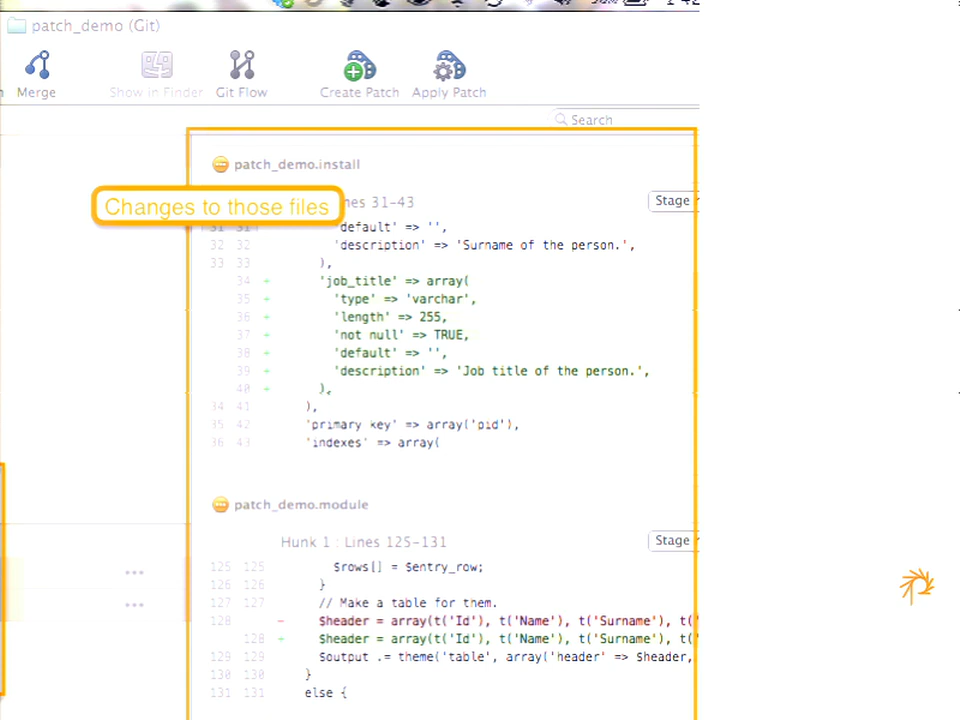 patch_demo (Git)
Merge Show in Finder Git Flow Create Patch Apply Patch
Search
patch_demo.install
Changes to those files
31-43 Stage
31 31 'default' => '',
32 32 'description' => 'Surname of the person.',
33 33 ),
34 + 'job_title' => array(
35 + 'type' => 'varchar',
36 + 'length' => 255,
37 + 'not null' => TRUE,
38 + 'default' => '',
39 + 'description' => 'Job title of the person.',
40 + ),
34 41 ),
35 42 'primary key' => array('pid'),
36 43 'indexes' => array(
patch_demo.module
Hunk 1 : Lines 125-131 Stage
125 125 $rows[] = $entry_row;
126 126 }
127 127 // Make a table for them.
128 - $header = array(t('Id'), t('Name'), t('Surname'), t(
128 + $header = array(t('Id'), t('Name'), t('Surname'), t('
129 129 $output .= theme('table', array('header' => $header,
130 130 }
131 131 else {